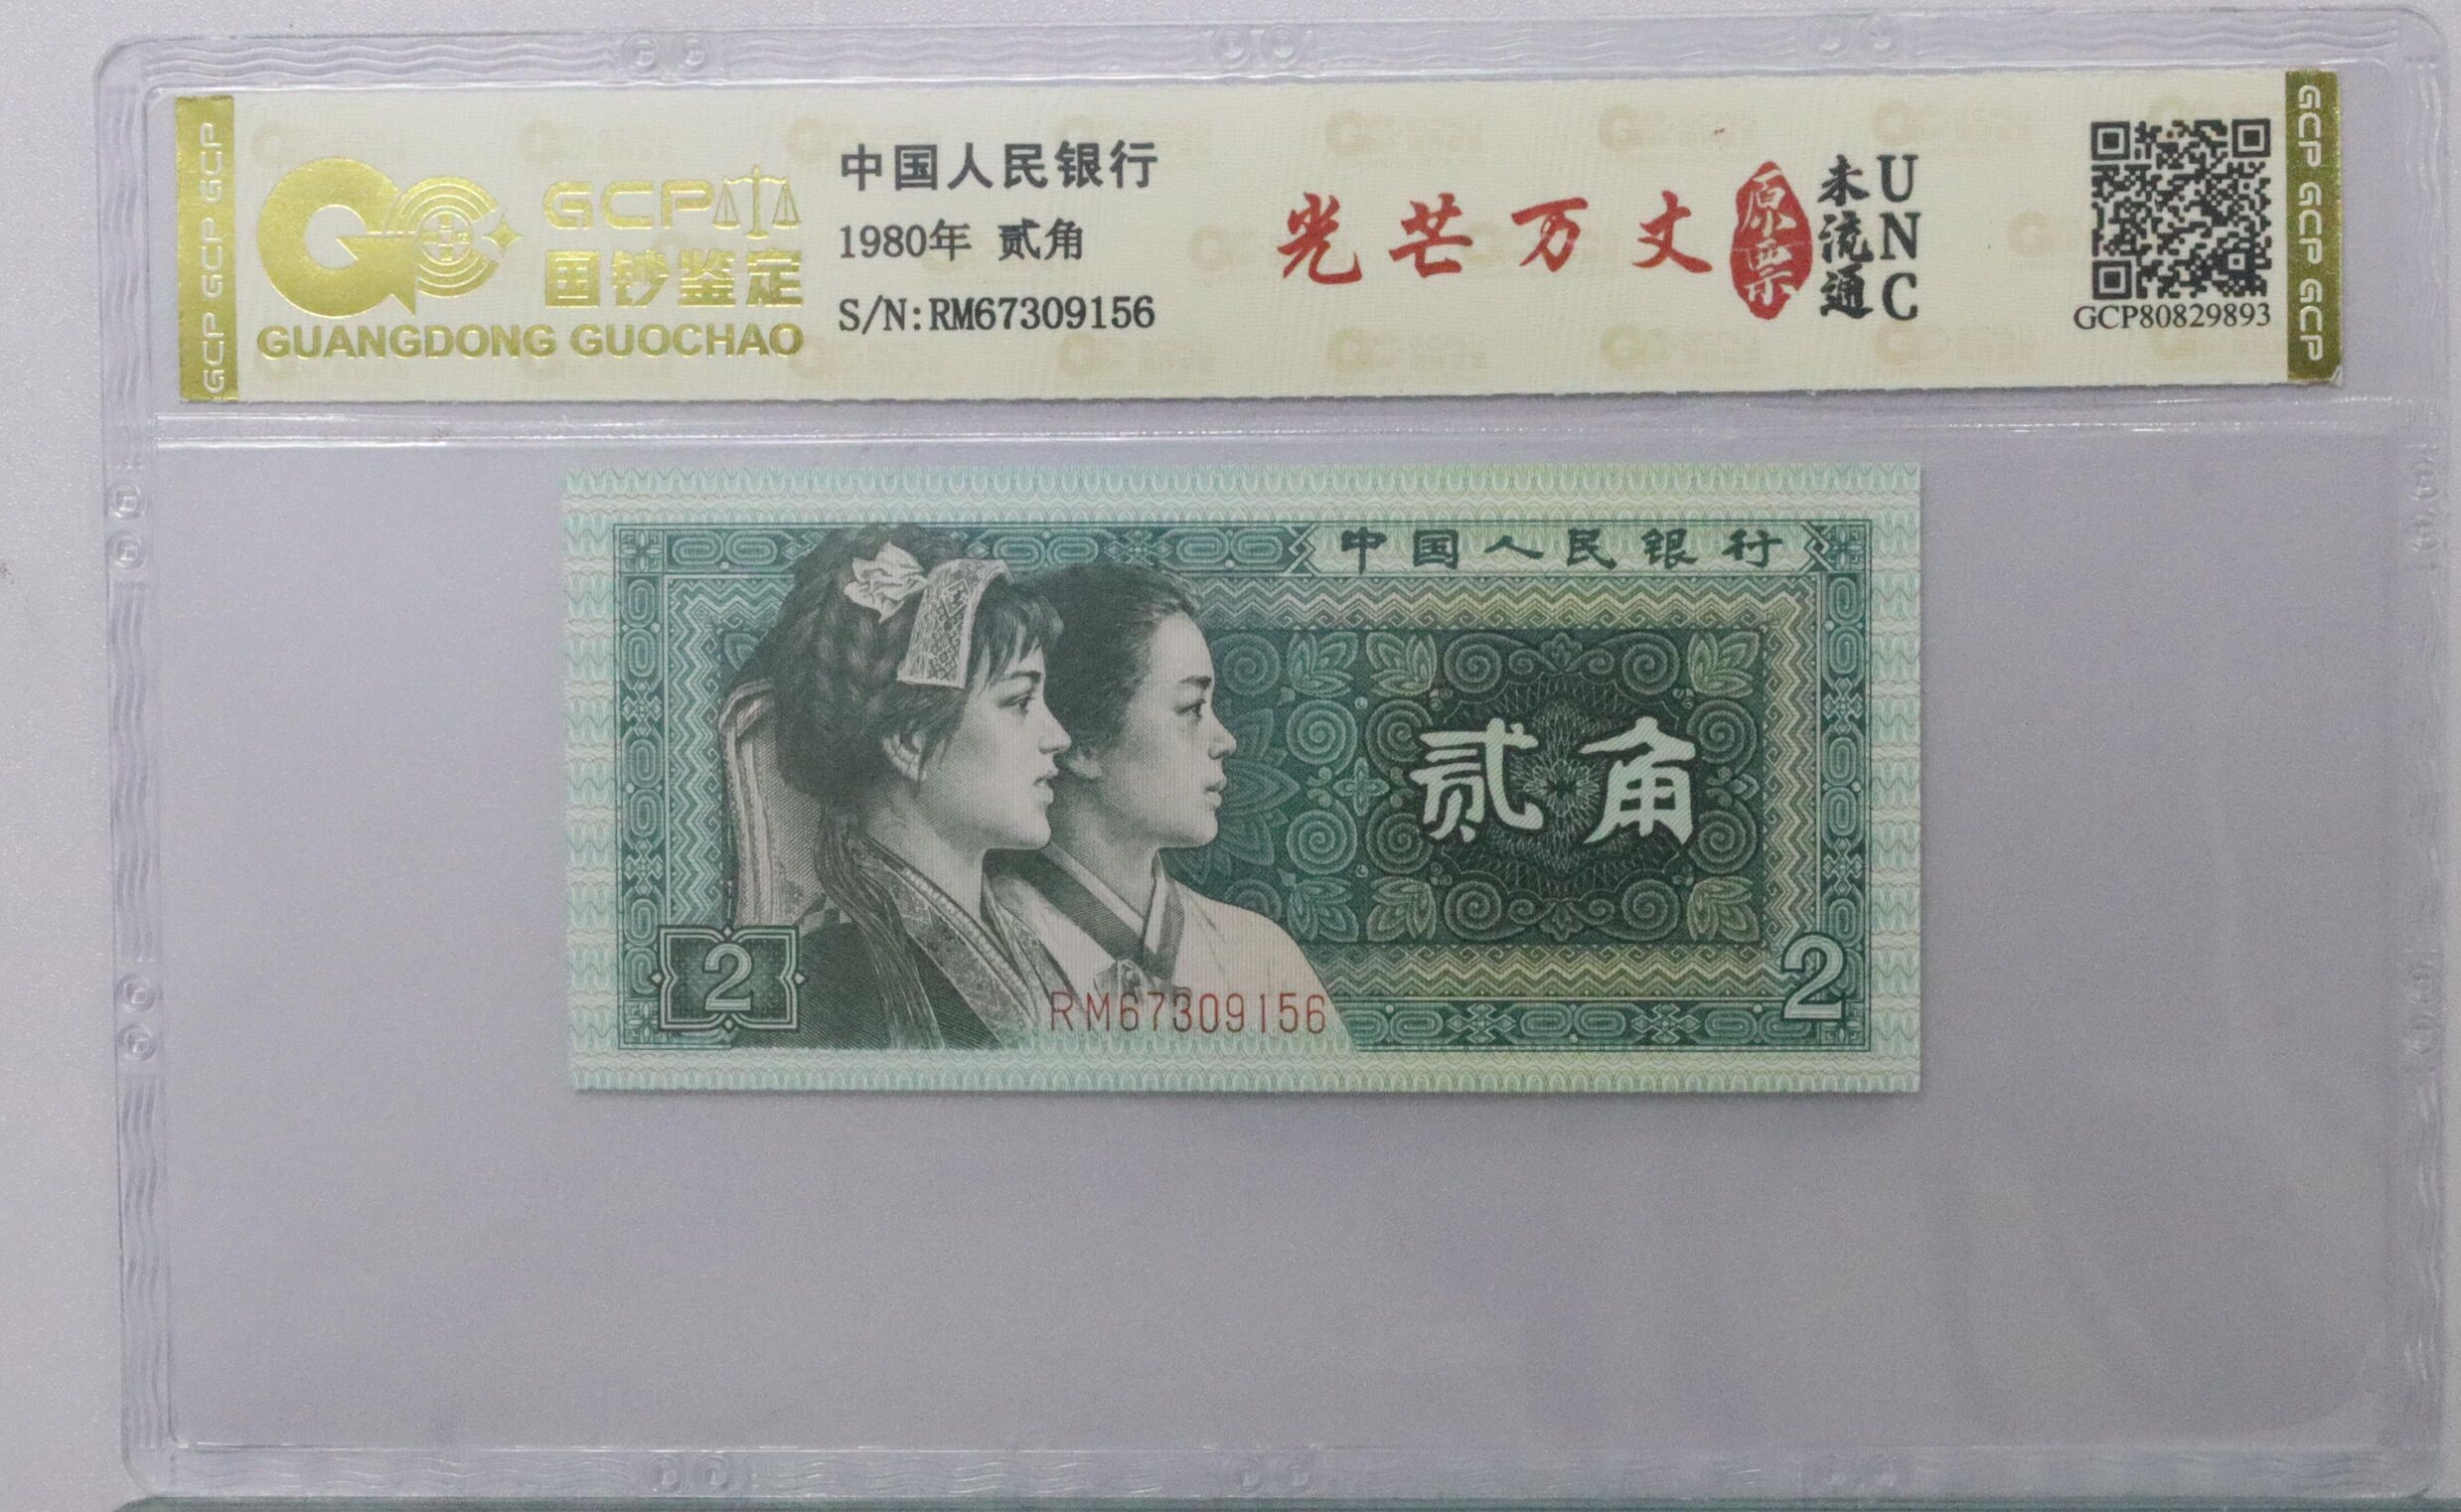 GCP GCP GCP
GCP
国钞鉴定
GUANGDONG GUOCHAO
中国人民银行
1980年 贰角
S/N:RM67309156
光芒万丈
原票
未流通
UNC
GCP80829893
GCP GCP GCP
中国人民银行
贰角
2
2
RM67309156